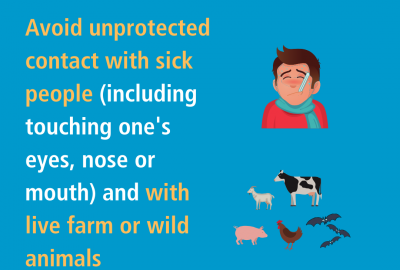 Avoid unprotected
contact with sick
people (including
touching one's
eyes, nose or
mouth) and with
live farm or wild
animals